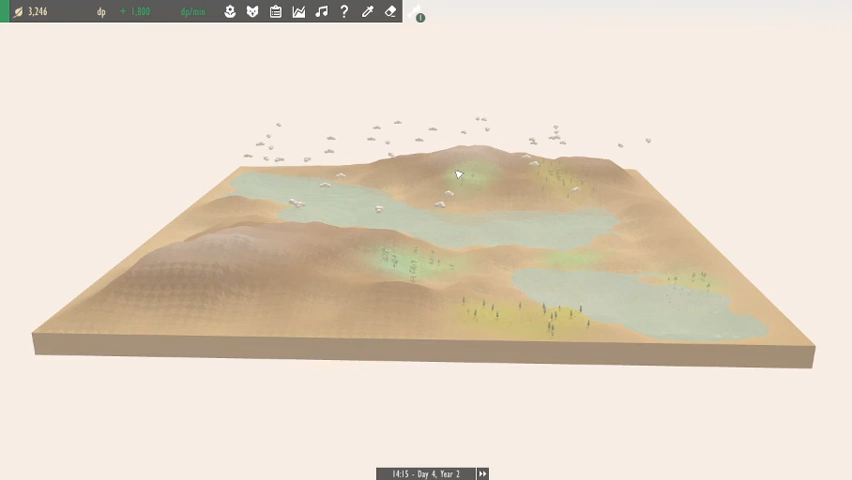 3,246 dp + 1,800 dp/min ?
14:15 - Day 4, Year 2